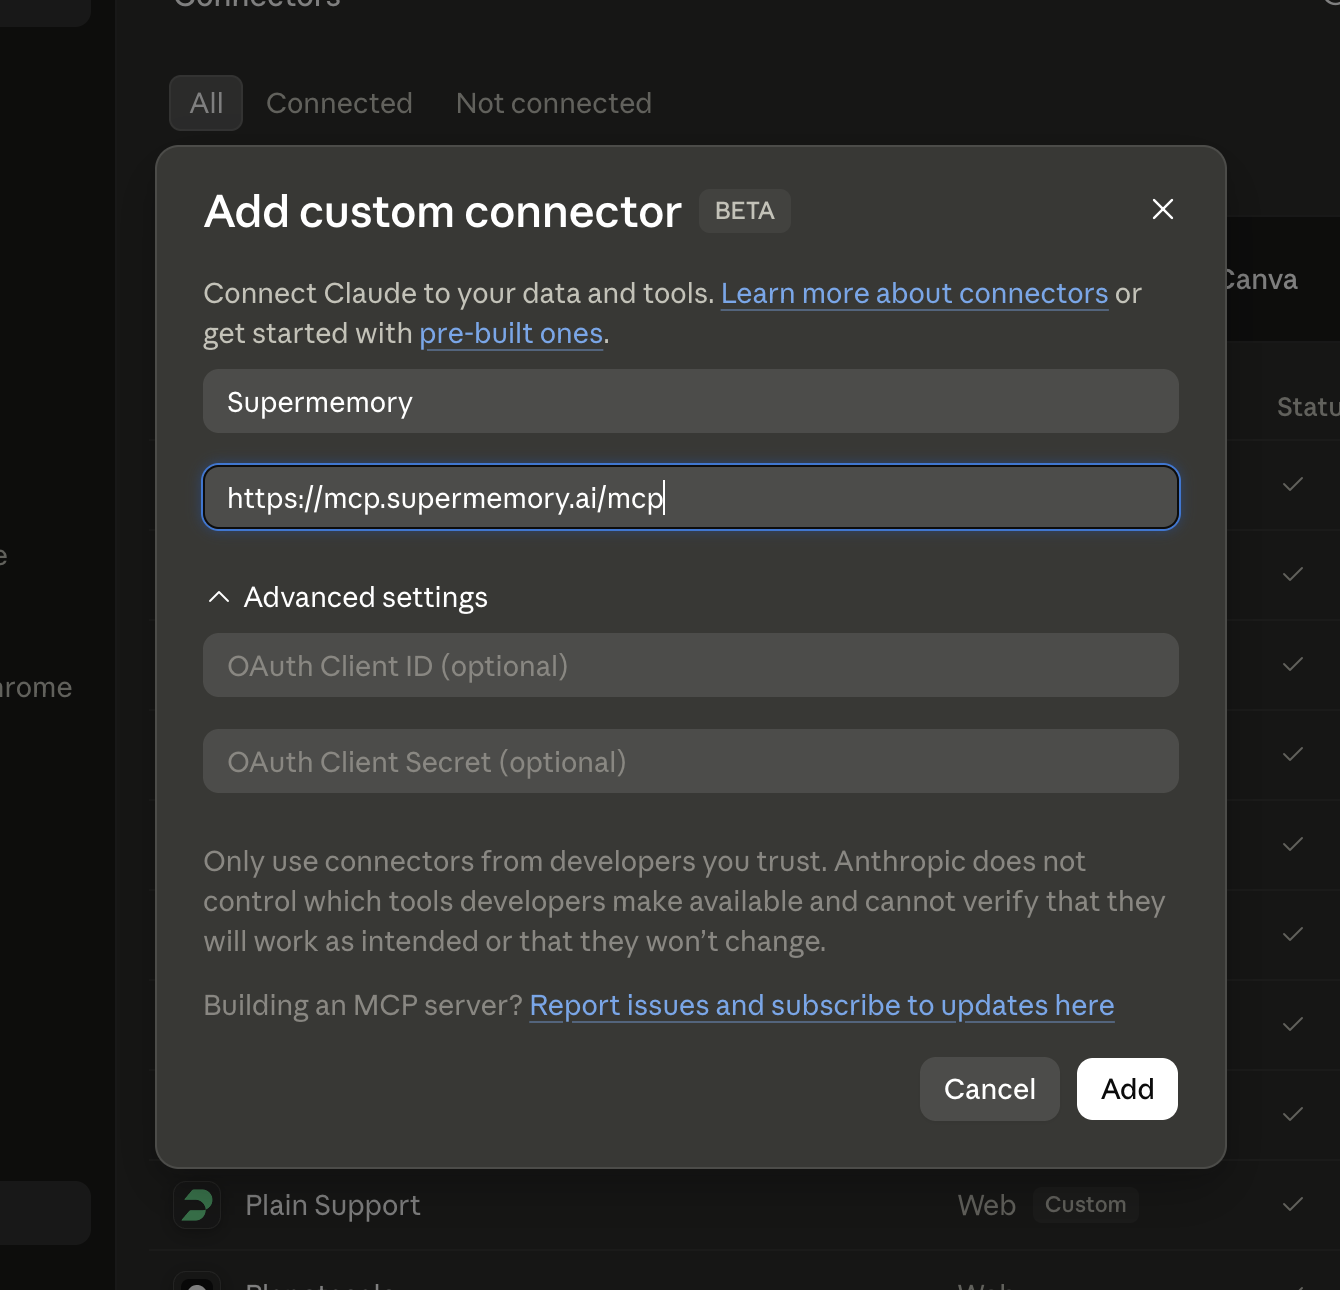 Connectors
All Connected Not connected
Add custom connector BETA
Canva
Connect Claude to your data and tools. Learn more about connectors or
get started with pre-built ones.
Supermemory
https://mcp.supermemory.ai/mcp
Advanced settings
OAuth Client ID (optional)
OAuth Client Secret (optional)
Only use connectors from developers you trust. Anthropic does not
control which tools developers make available and cannot verify that they
will work as intended or that they won’t change.
Building an MCP server? Report issues and subscribe to updates here
Cancel Add
Plain Support Web Custom